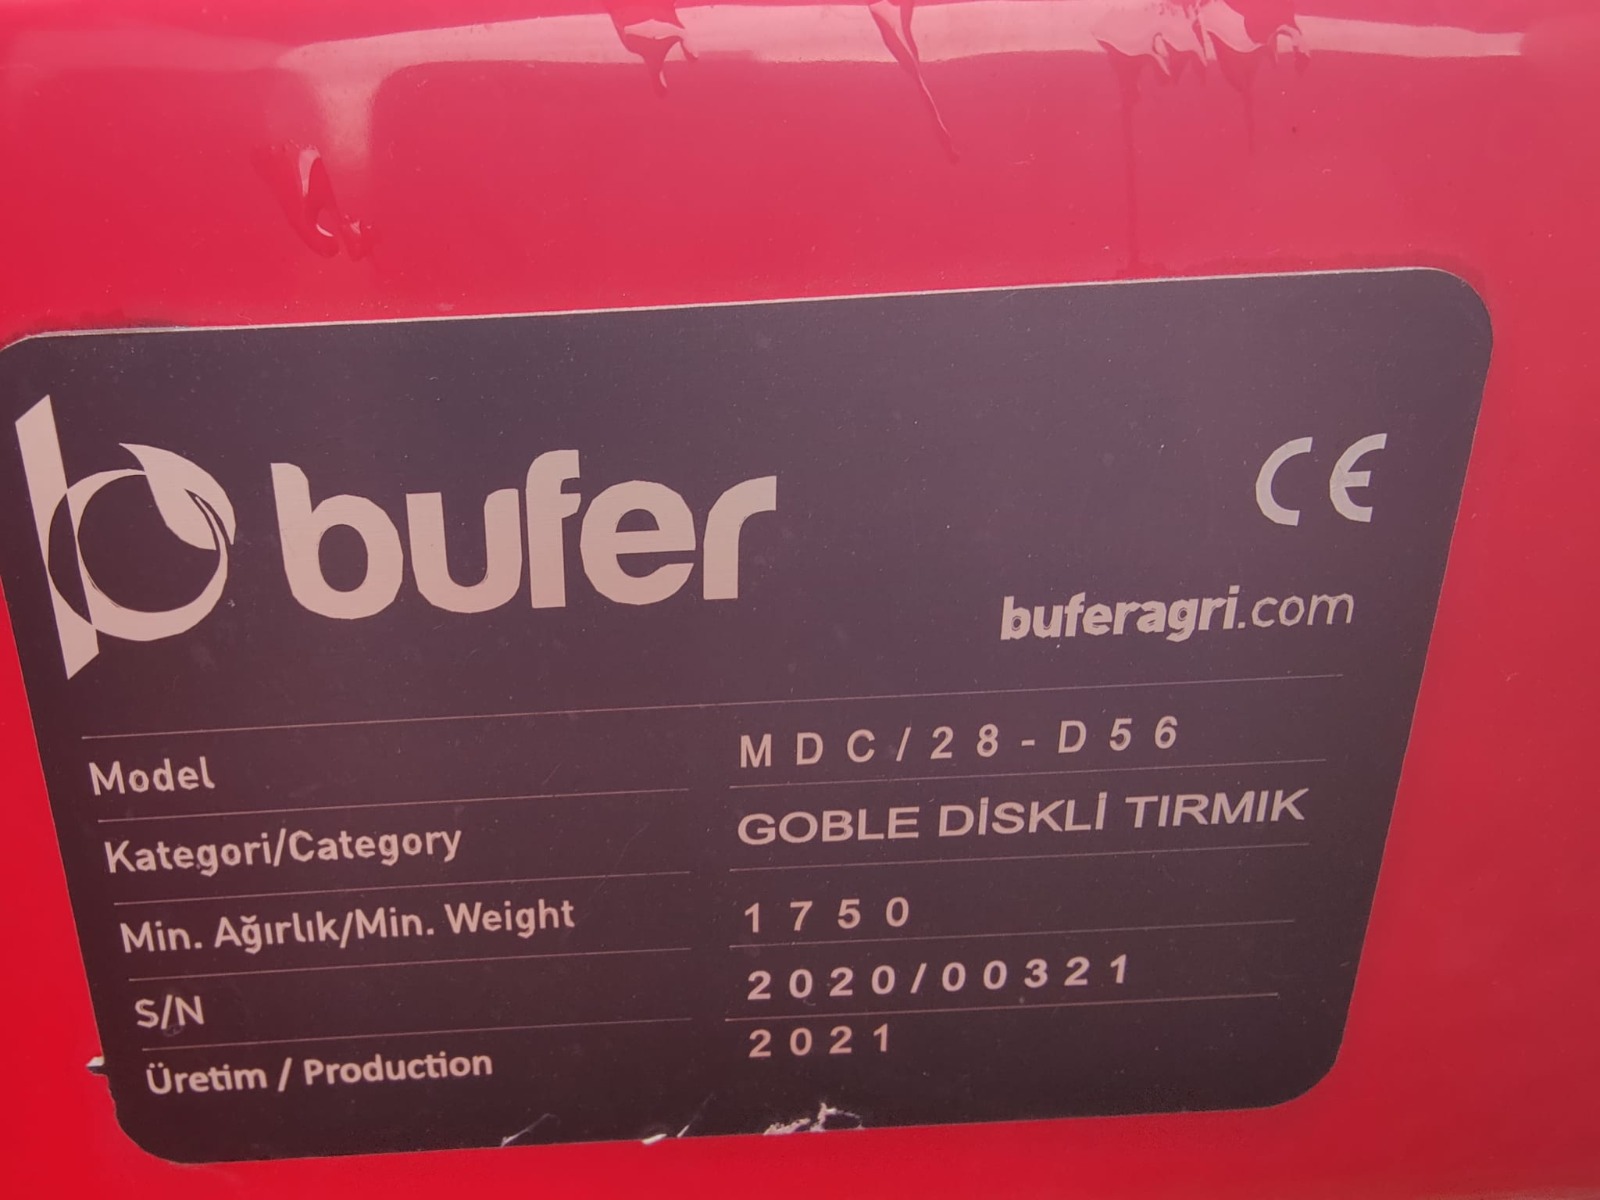 bufer
CE
buferagri.com
Model MDC/28-D56
Kategori/Category GOBLE DİSKLİ TIRMIK
Min. Ağırlık/Min. Weight 1750
S/N 2020/00321
Üretim / Production 2021